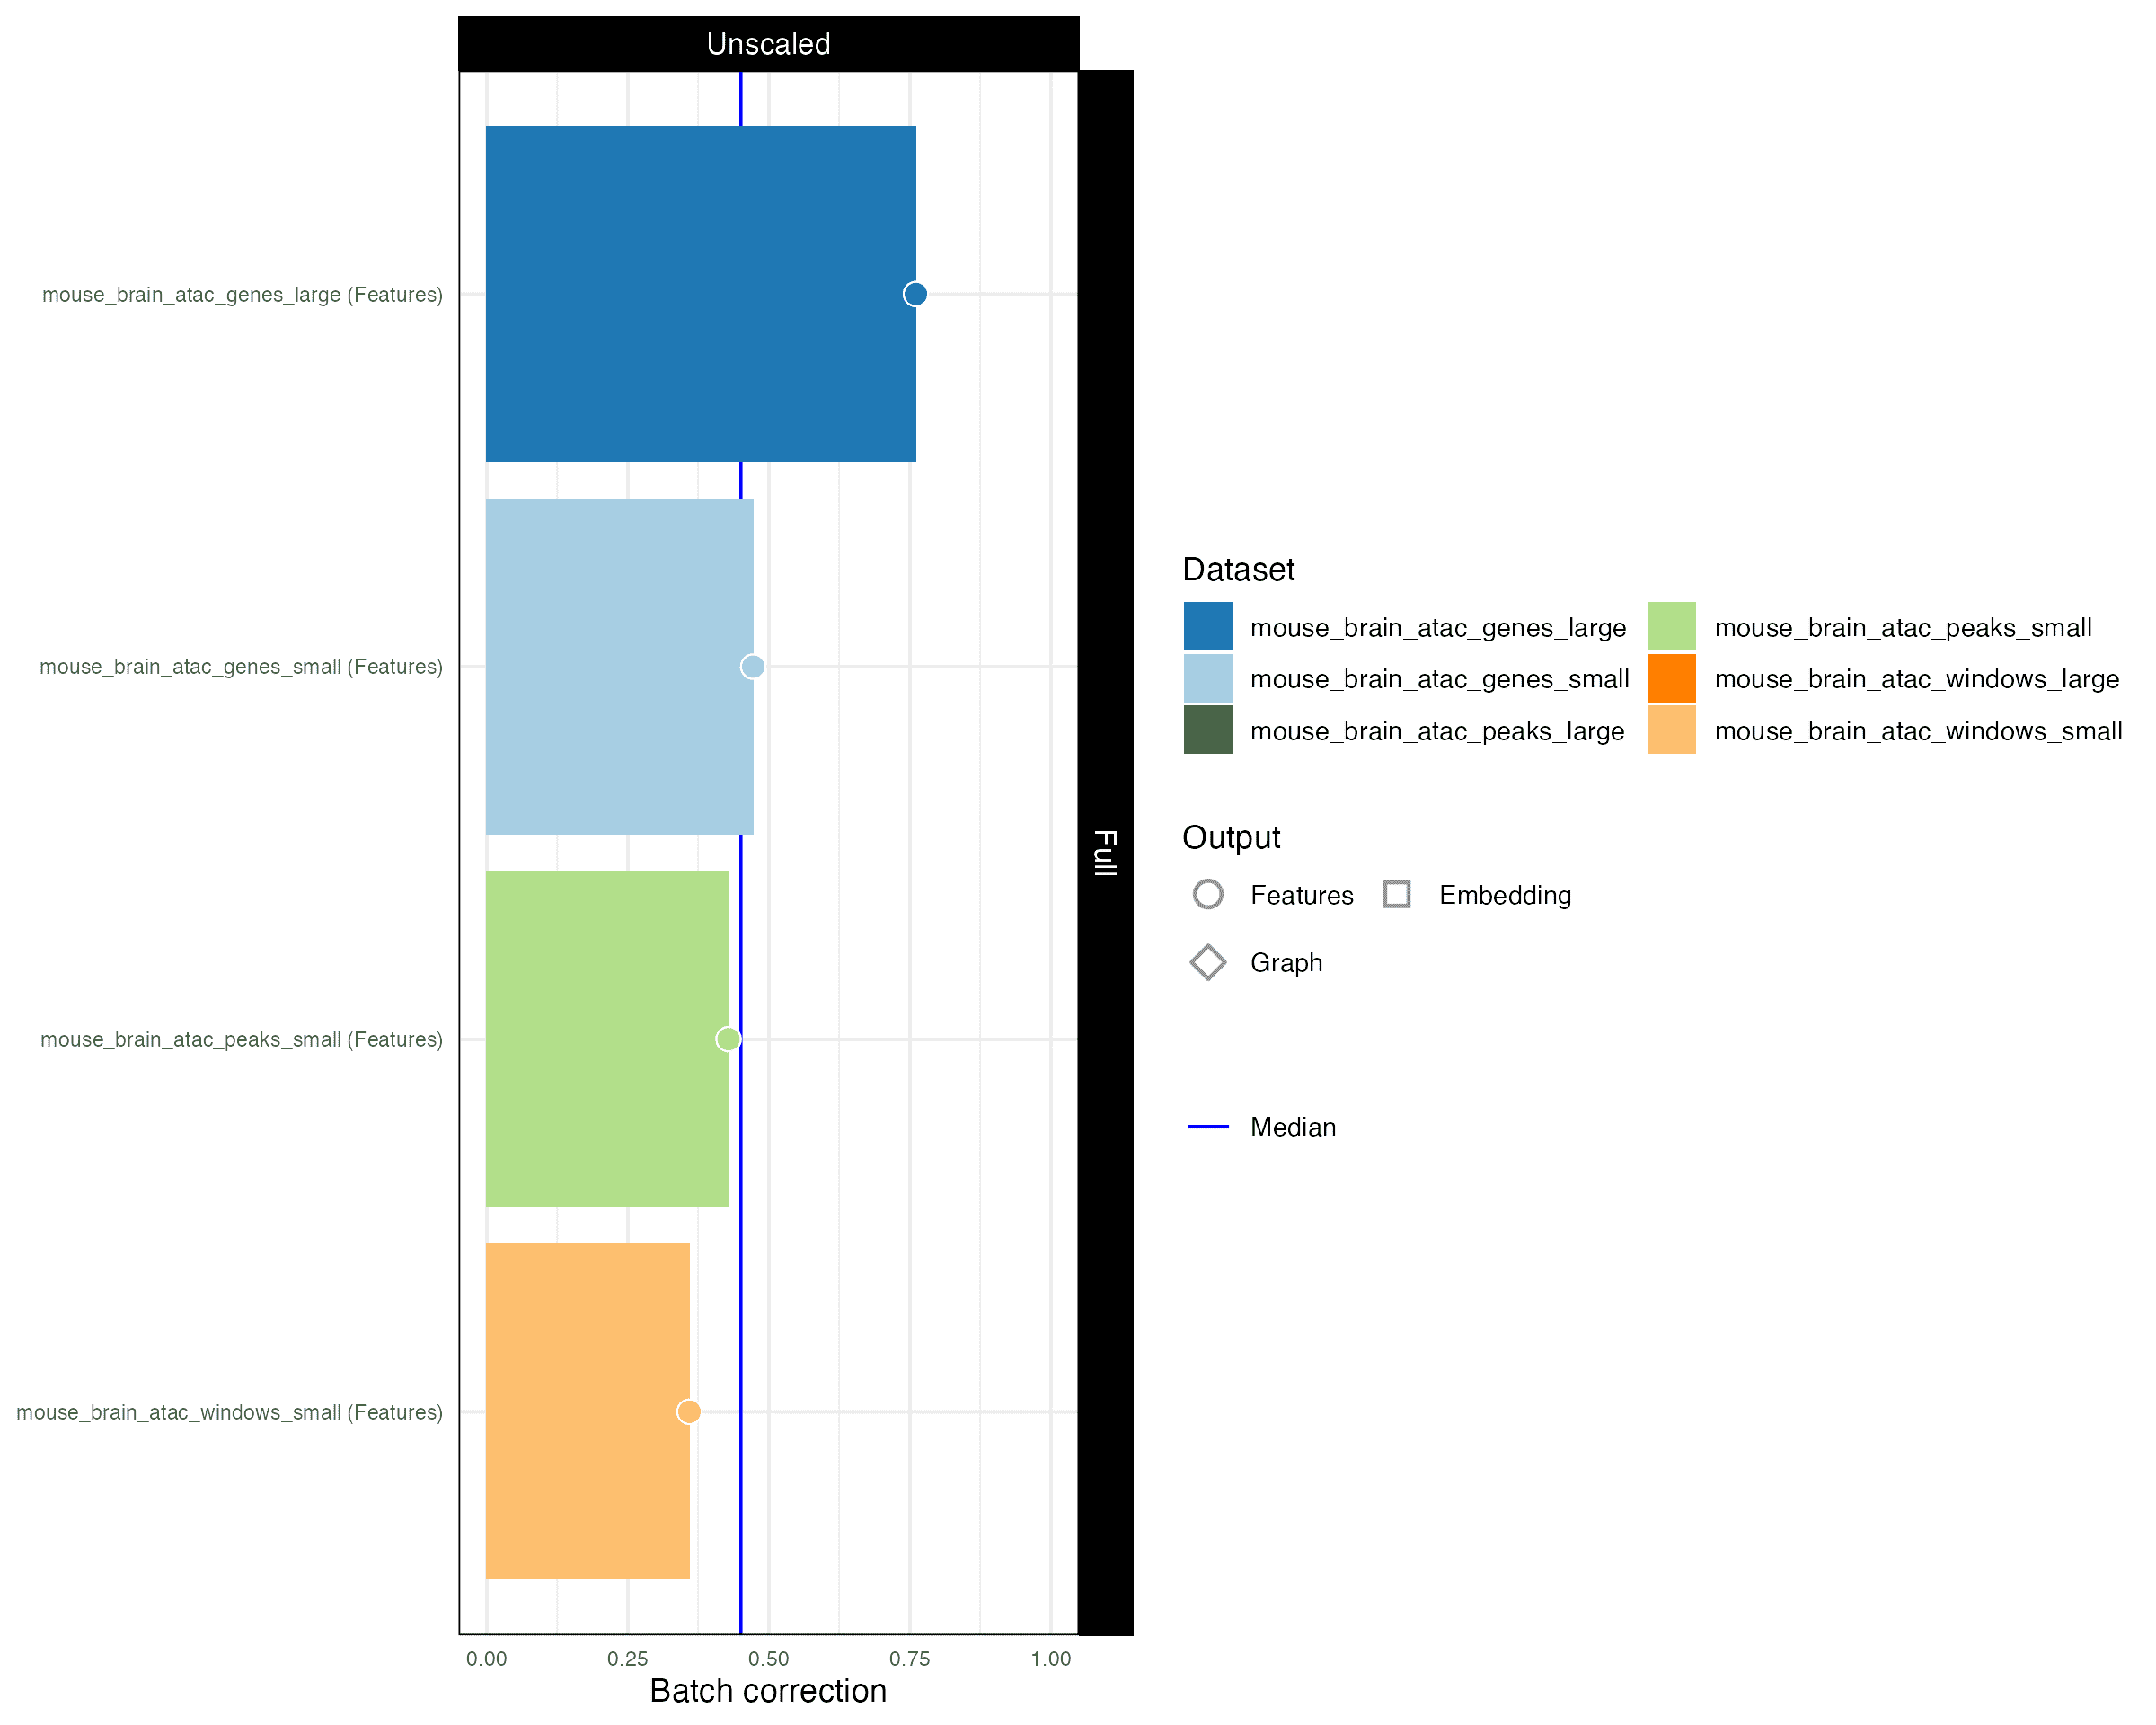 Unscaled
mouse_brain_atac_genes_large (Features)
mouse_brain_atac_genes_small (Features)
mouse_brain_atac_peaks_small (Features)
mouse_brain_atac_windows_small (Features)
0.00 0.25 0.50 0.75 1.00
Batch correction
Full
Dataset
mouse_brain_atac_genes_large mouse_brain_atac_peaks_small
mouse_brain_atac_genes_small mouse_brain_atac_windows_large
mouse_brain_atac_peaks_large mouse_brain_atac_windows_small
Output
Features Embedding
Graph
Median